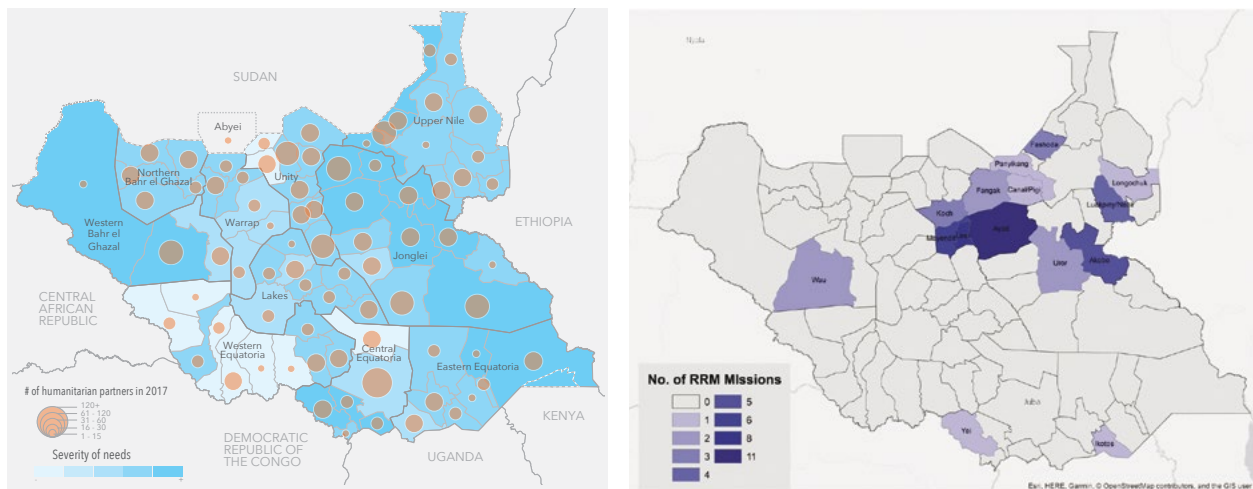 SUDAN
Abyei
Upper Nile
Northern
Bahr el Ghazal
Unity
Warrap
Western
Bahr el
Ghazal
ETHIOPIA
Jonglei
CENTRAL
AFRICAN
REPUBLIC
Lakes
Western
Equatoria
Central
Equatoria
Eastern Equatoria
# of humanitarian partners in 2017
120+
61 - 120
31 - 60
16 - 30
1 - 15
Severity of needs
-
+
DEMOCRATIC
REPUBLIC OF
THE CONGO
UGANDA
KENYA
Nyala
Fashoda
Panyikang
Fangak
Canal/Pigi
Longochuk
Koch
Ayod
Uror
Akobo
Wau
Juba
Yei
Ikotos
No. of RRM MIssions
0
1
2
3
4
5
6
8
11
Esri, HERE, Garmin, © OpenStreetMap contributors, and the GIS user